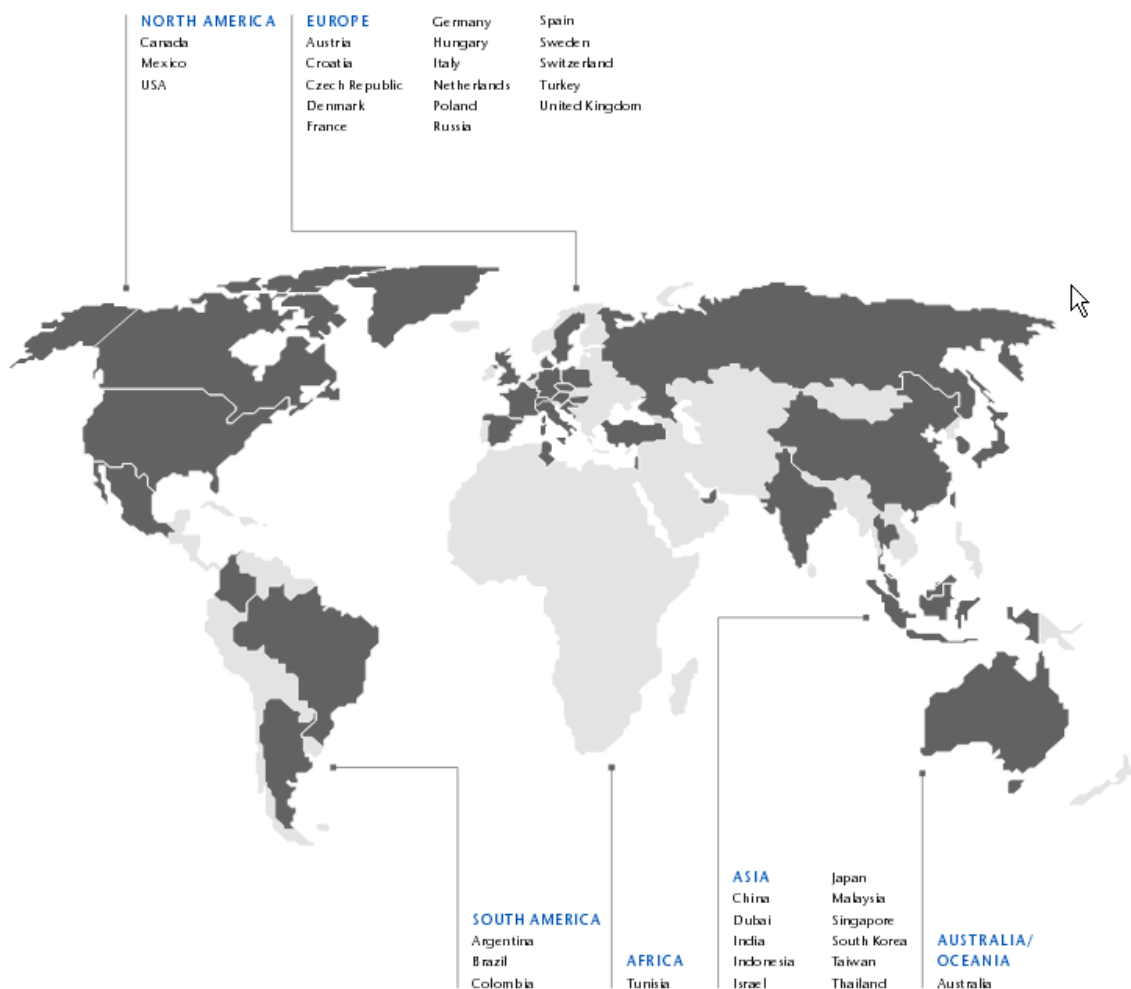 NORTH AMERICA
Canada
Mexico
USA
EUROPE
Austria
Croatia
Czech Republic
Denmark
France
Germany
Hungary
Italy
Netherlands
Poland
Russia
Spain
Sweden
Switzerland
Turkey
United Kingdom
SOUTH AMERICA
Argentina
Brazil
Colombia
AFRICA
Tunisia
ASIA
China
Dubai
India
Indonesia
Israel
Japan
Malaysia
Singapore
South Korea
Taiwan
Thailand
AUSTRALIA/
OCEANIA
Australia